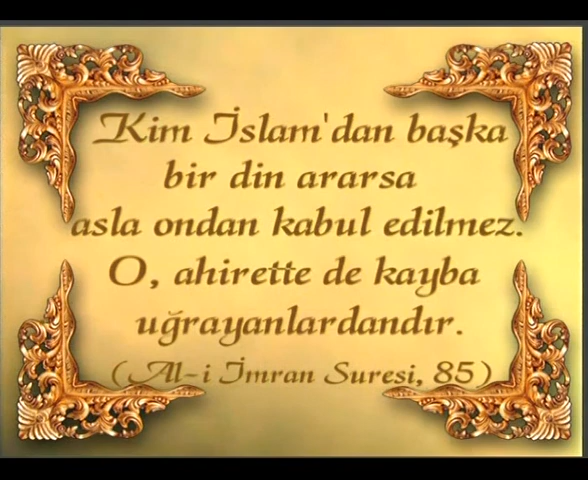 Kim İslam'dan başka
bir din ararsa
asla ondan kabul edilmez.
O, ahirette de kayba
uğrayanlardandır.
(Al-i İmran Suresi, 85)